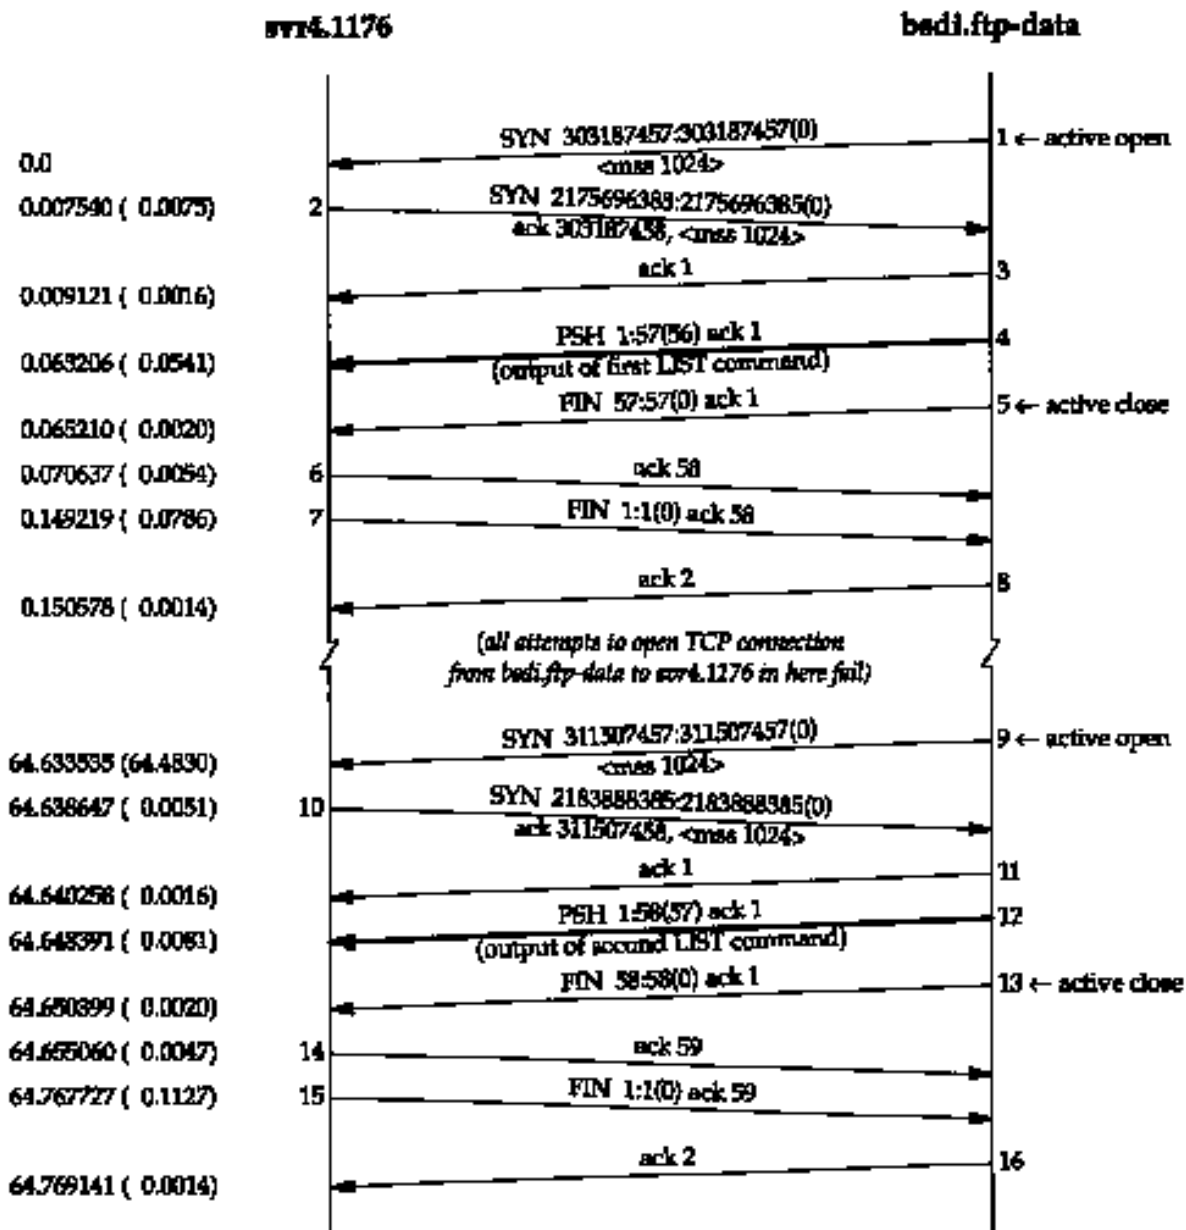 svr4.1176 bsdi.ftp-data
SYN 303187457:303187457(0) 1 ← active open
0.0 <mss 1024>
0.007540 ( 0.0075) 2 SYN 2175696385:2175696385(0)
ack 303187458, <mss 1024>
ack 1 3
0.009121 ( 0.0016)
PSH 1:57(56) ack 1 4
0.063206 ( 0.0541) (output of first LIST command)
FIN 57:57(0) ack 1 5 ← active close
0.065210 ( 0.0020)
0.070637 ( 0.0054) 6 ack 58
0.149219 ( 0.0786) 7 FIN 1:1(0) ack 58
ack 2 8
0.150578 ( 0.0014)
(all attempts to open TCP connection
from bsdi.ftp-data to svr4.1176 in here fail)
SYN 311507457:311507457(0) 9 ← active open
64.633535 (64.4830) <mss 1024>
64.638647 ( 0.0051) 10 SYN 2183888385:2183888385(0)
ack 311507458, <mss 1024>
ack 1 11
64.640258 ( 0.0016)
PSH 1:58(57) ack 1 12
64.648391 ( 0.0081) (output of second LIST command)
FIN 58:58(0) ack 1 13 ← active close
64.650399 ( 0.0020)
64.655060 ( 0.0047) 14 ack 59
64.767727 ( 0.1127) 15 FIN 1:1(0) ack 59
ack 2 16
64.769141 ( 0.0014)